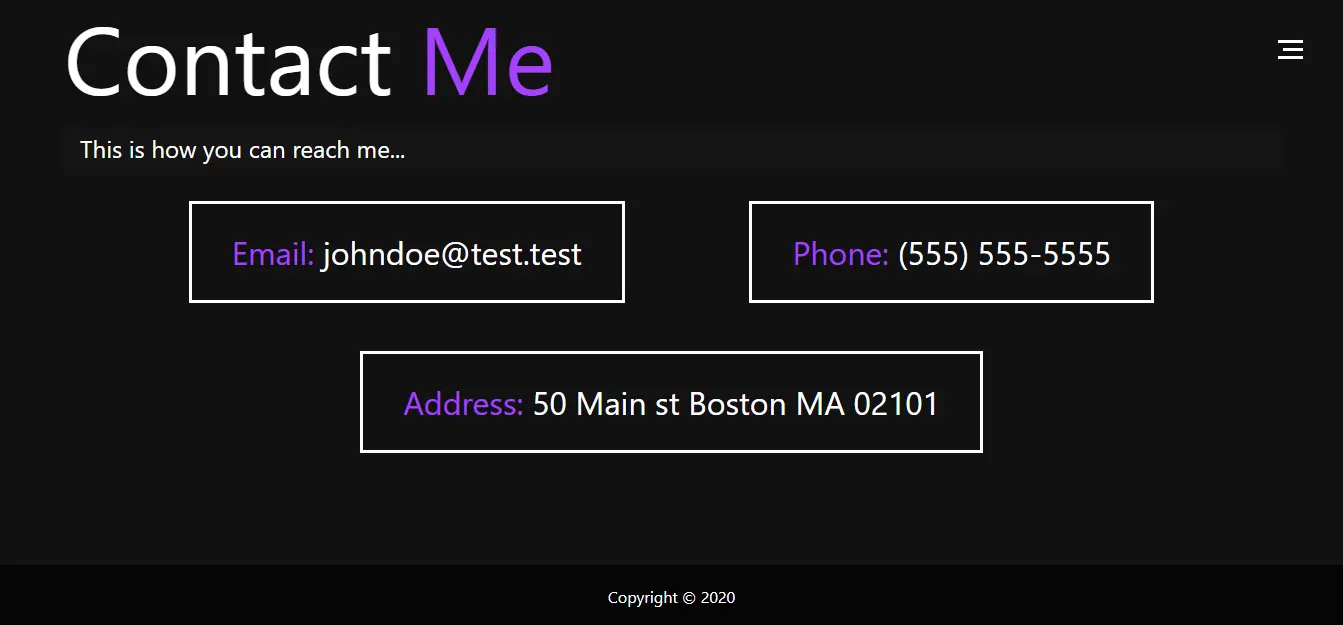 Contact Me
This is how you can reach me...
Email: johndoe@test.test
Phone: (555) 555-5555
Address: 50 Main st Boston MA 02101
Copyright © 2020